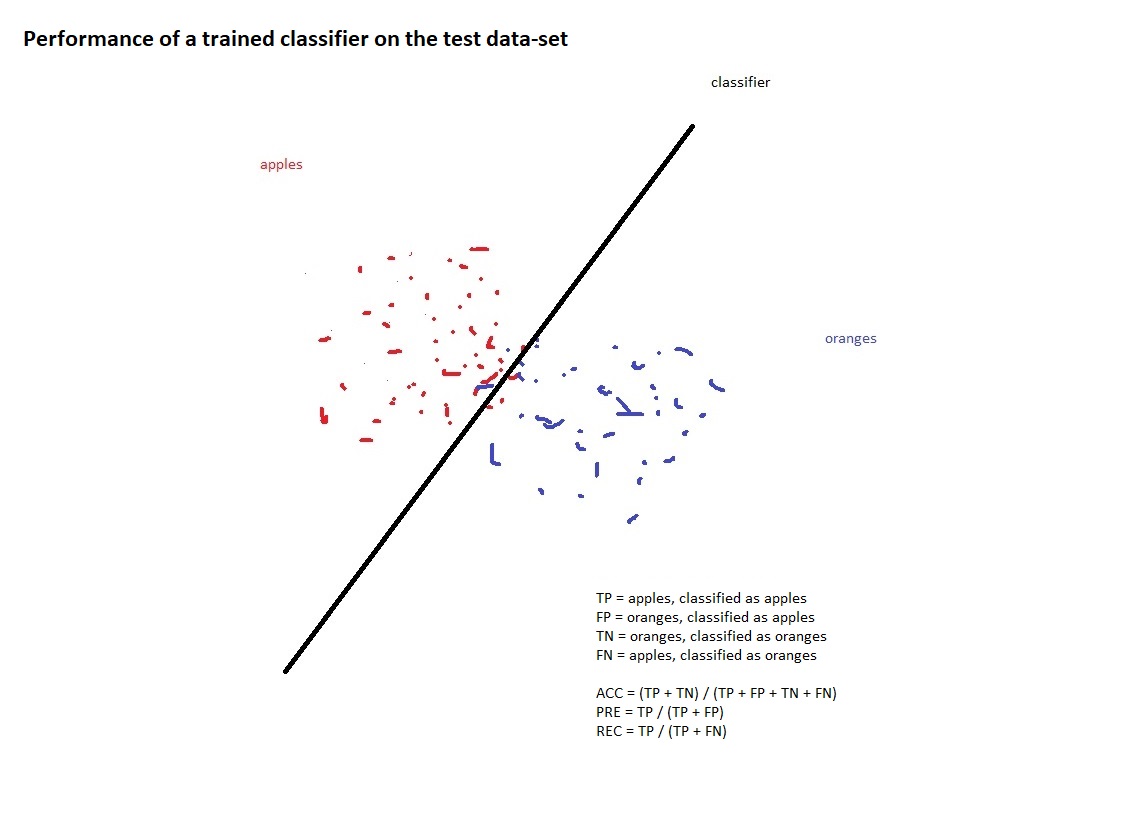 Performance of a trained classifier on the test data-set
classifier
apples
oranges
TP = apples, classified as apples
FP = oranges, classified as apples
TN = oranges, classified as oranges
FN = apples, classified as oranges
ACC = (TP + TN) / (TP + FP + TN + FN)
PRE = TP / (TP + FP)
REC = TP / (TP + FN)